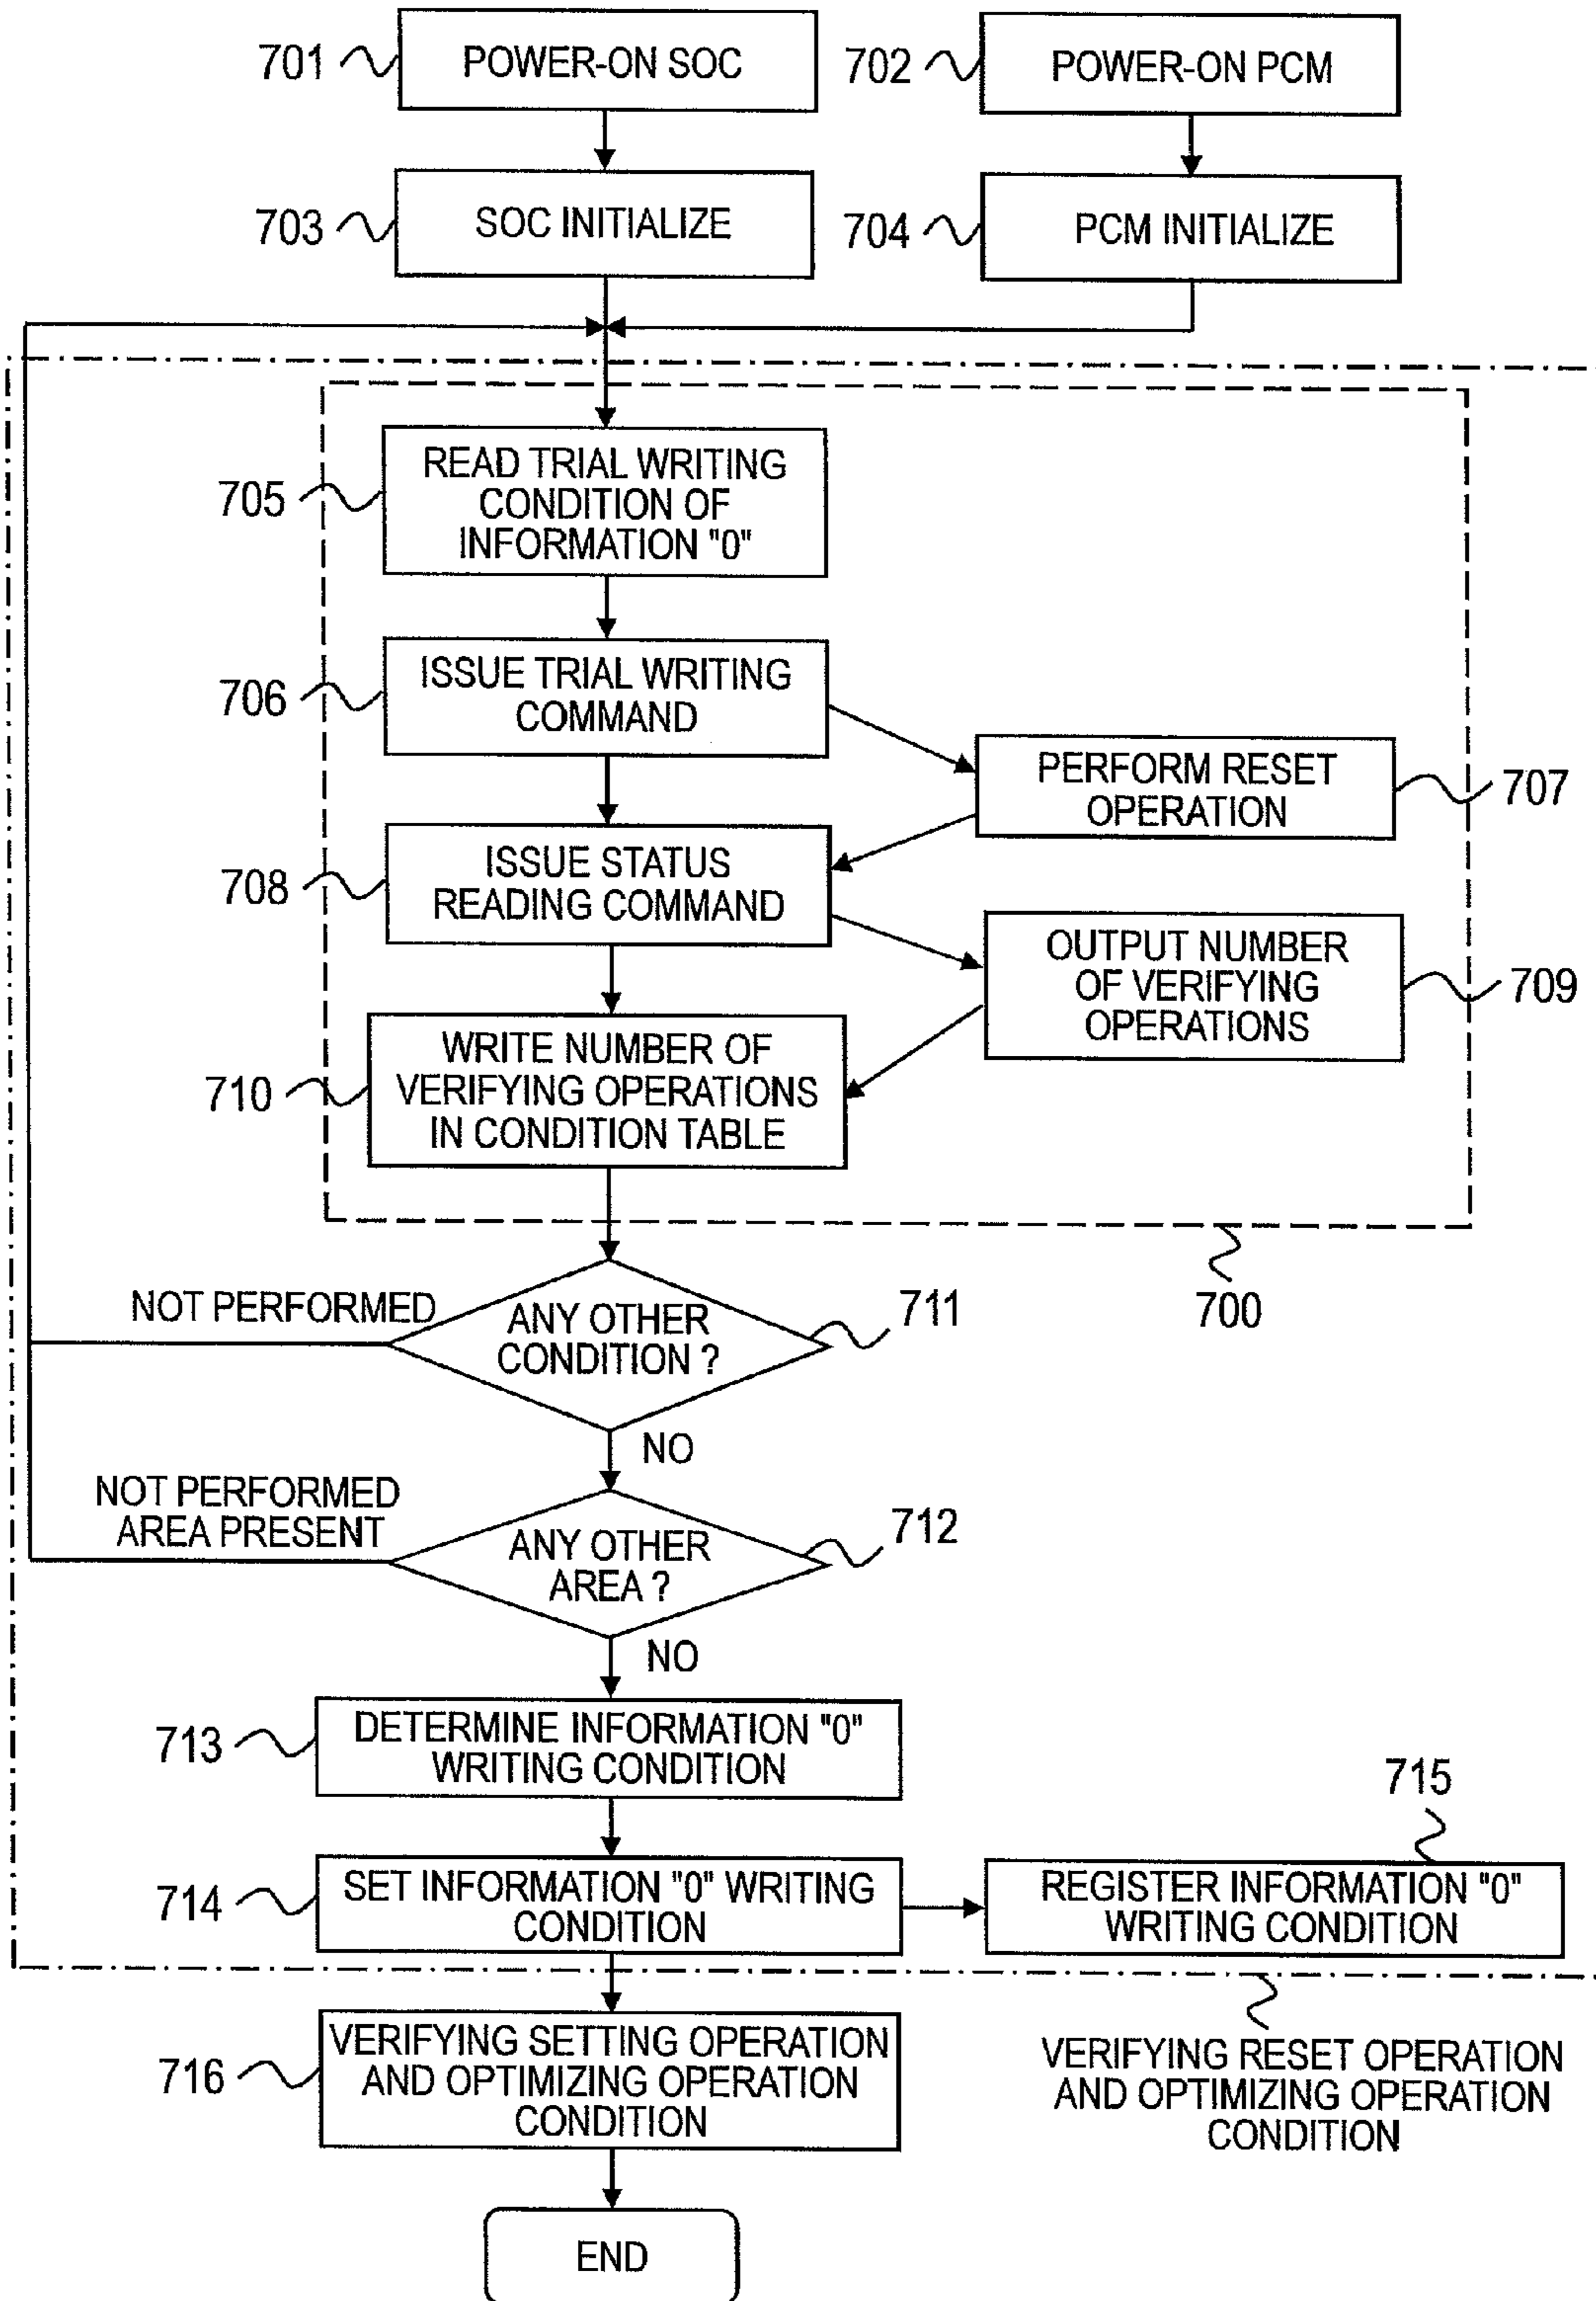 701
POWER-ON SOC
702
POWER-ON PCM
703
SOC INITIALIZE
704
PCM INITIALIZE
705
READ TRIAL WRITING
CONDITION OF
INFORMATION "0"
706
ISSUE TRIAL WRITING
COMMAND
PERFORM RESET
OPERATION
707
708
ISSUE STATUS
READING COMMAND
OUTPUT NUMBER
OF VERIFYING
OPERATIONS
709
710
WRITE NUMBER OF
VERIFYING OPERATIONS
IN CONDITION TABLE
700
NOT PERFORMED
ANY OTHER
CONDITION ?
711
NO
NOT PERFORMED
AREA PRESENT
ANY OTHER
AREA ?
712
NO
713
DETERMINE INFORMATION "0"
WRITING CONDITION
714
SET INFORMATION "0" WRITING
CONDITION
715
REGISTER INFORMATION "0"
WRITING CONDITION
716
VERIFYING SETTING OPERATION
AND OPTIMIZING OPERATION
CONDITION
VERIFYING RESET OPERATION
AND OPTIMIZING OPERATION
CONDITION
END